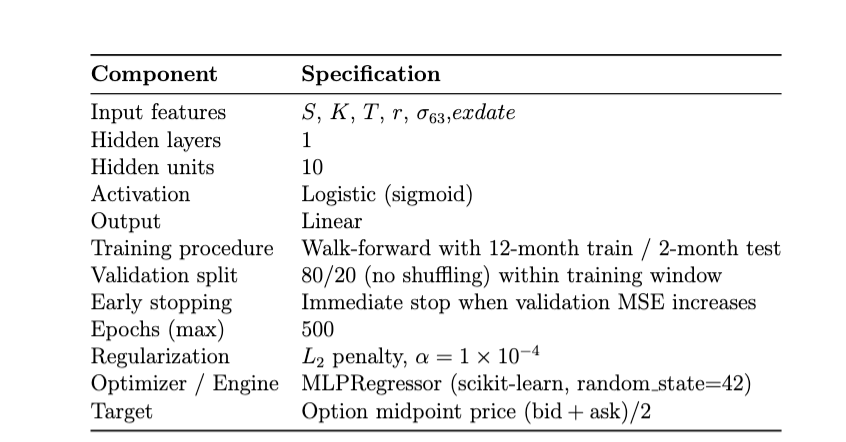 Component Specification
Input features S, K, T, r, σ63,exdate
Hidden layers 1
Hidden units 10
Activation Logistic (sigmoid)
Output Linear
Training procedure Walk-forward with 12-month train / 2-month test
Validation split 80/20 (no shuffling) within training window
Early stopping Immediate stop when validation MSE increases
Epochs (max) 500
Regularization L₂ penalty, α = 1 × 10⁻⁴
Optimizer / Engine MLPRegressor (scikit-learn, random_state=42)
Target Option midpoint price (bid + ask)/2